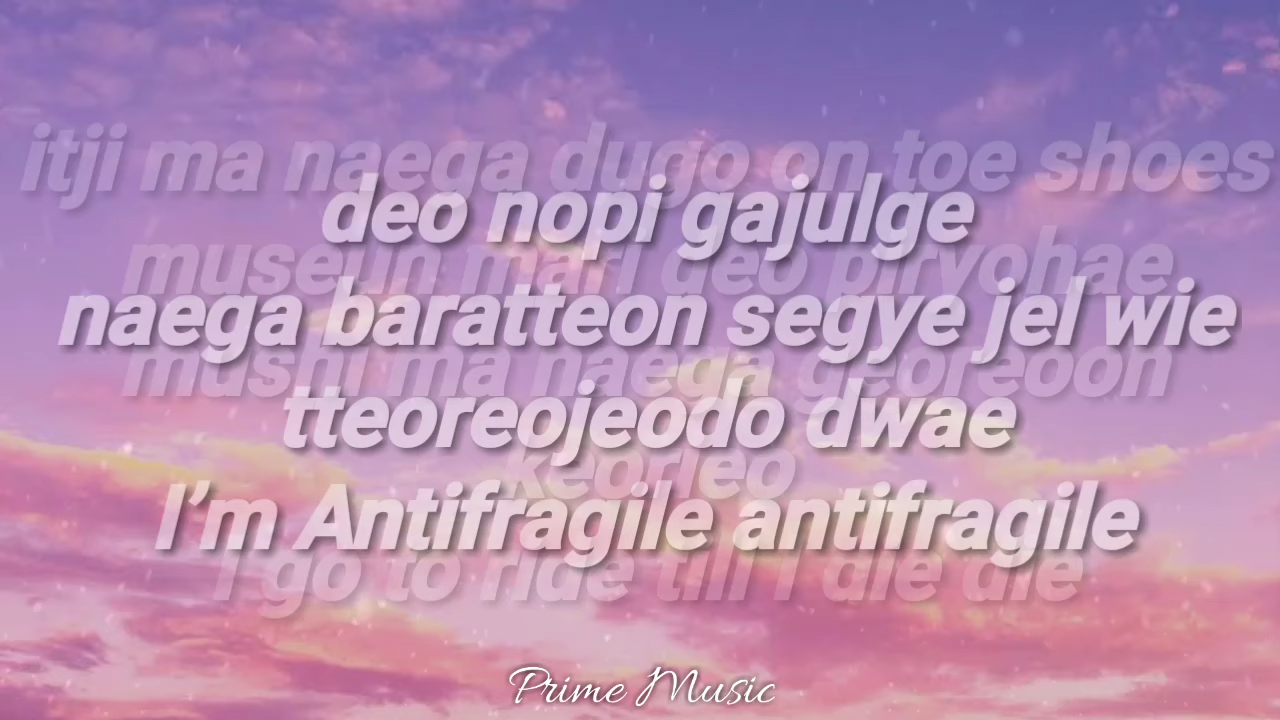 itji ma naega dugo on toe shoes
deo nopi gajulge
museun mari deo piryohae
naega baratteon segye jel wie
mushi ma naega georeoon
tteoreojeodo dwae
keorieo
I’m Antifragile antifragile
I go to ride till I die die
Prime Music